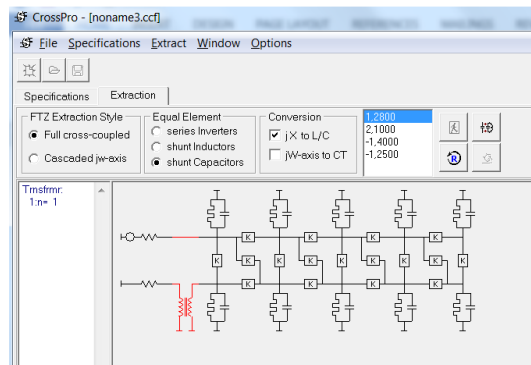 CrossPro - [noname3.ccf]
File Specifications Extract Window Options
Specifications Extraction
FTZ Extraction Style
Full cross-coupled
Cascaded jw-axis
Equal Element
series Inverters
shunt Inductors
shunt Capacitors
Conversion
jX to L/C
jW-axis to CT
1,2800
2,1000
-1,4000
-1,2500
R
Trnsfrmr:
1:n= 1
K K K K
K K K K
K K K K K
K K K K